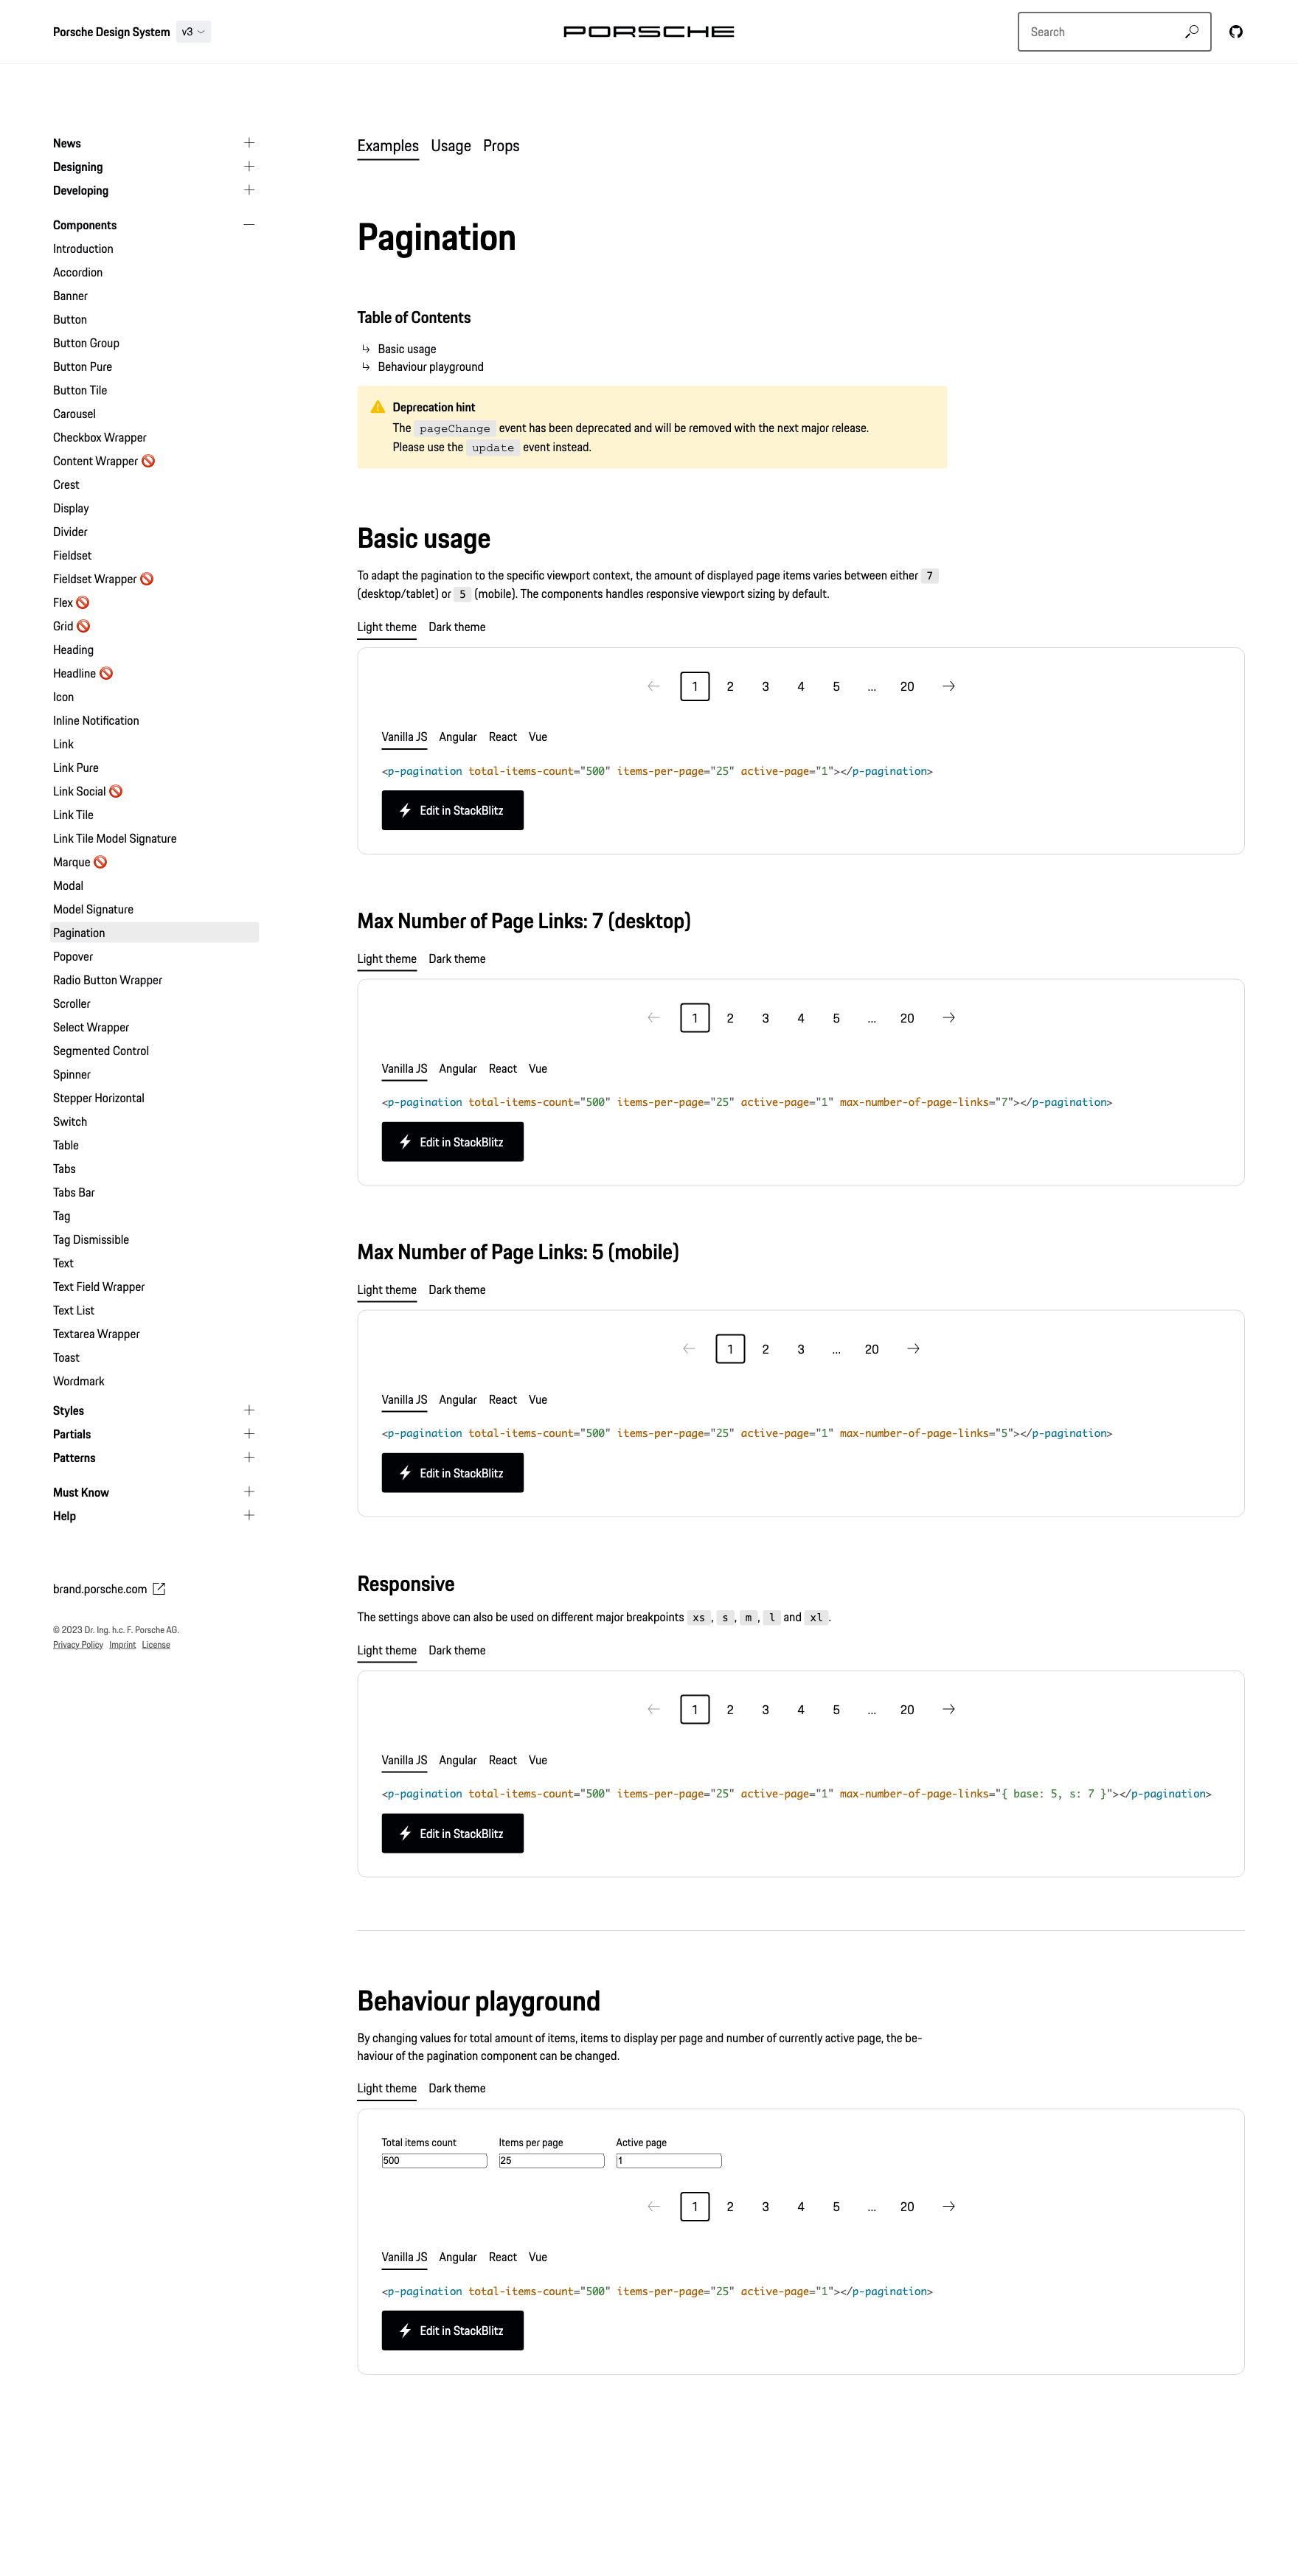 Porsche Design System v3
PORSCHE
Search
News
Designing
Developing
Components
Introduction
Accordion
Banner
Button
Button Group
Button Pure
Button Tile
Carousel
Checkbox Wrapper
Content Wrapper 🚫
Crest
Display
Divider
Fieldset
Fieldset Wrapper 🚫
Flex 🚫
Grid 🚫
Heading
Headline 🚫
Icon
Inline Notification
Link
Link Pure
Link Social 🚫
Link Tile
Link Tile Model Signature
Marque 🚫
Modal
Model Signature
Pagination
Popover
Radio Button Wrapper
Scroller
Select Wrapper
Segmented Control
Spinner
Stepper Horizontal
Switch
Table
Tabs
Tabs Bar
Tag
Tag Dismissible
Text
Text Field Wrapper
Text List
Textarea Wrapper
Toast
Wordmark
Styles
Partials
Patterns
Must Know
Help
brand.porsche.com
© 2023 Dr. Ing. h.c. F. Porsche AG.
Privacy Policy Imprint License
Examples Usage Props
Pagination
Table of Contents
Basic usage
Behaviour playground
Deprecation hint
The pageChange event has been deprecated and will be removed with the next major release.
Please use the update event instead.
Basic usage
To adapt the pagination to the specific viewport context, the amount of displayed page items varies between either 7
(desktop/tablet) or 5 (mobile). The components handles responsive viewport sizing by default.
Light theme Dark theme
← 1 2 3 4 5 ... 20 →
Vanilla JS Angular React Vue
<p-pagination total-items-count="500" items-per-page="25" active-page="1"></p-pagination>
Edit in StackBlitz
Max Number of Page Links: 7 (desktop)
Light theme Dark theme
← 1 2 3 4 5 ... 20 →
Vanilla JS Angular React Vue
<p-pagination total-items-count="500" items-per-page="25" active-page="1" max-number-of-page-links="7"></p-pagination>
Edit in StackBlitz
Max Number of Page Links: 5 (mobile)
Light theme Dark theme
← 1 2 3 ... 20 →
Vanilla JS Angular React Vue
<p-pagination total-items-count="500" items-per-page="25" active-page="1" max-number-of-page-links="5"></p-pagination>
Edit in StackBlitz
Responsive
The settings above can also be used on different major breakpoints xs, s, m, l and xl.
Light theme Dark theme
← 1 2 3 4 5 ... 20 →
Vanilla JS Angular React Vue
<p-pagination total-items-count="500" items-per-page="25" active-page="1" max-number-of-page-links="{ base: 5, s: 7 }"></p-pagination>
Edit in StackBlitz
Behaviour playground
By changing values for total amount of items, items to display per page and number of currently active page, the be-
haviour of the pagination component can be changed.
Light theme Dark theme
Total items count Items per page Active page
500 25 1
← 1 2 3 4 5 ... 20 →
Vanilla JS Angular React Vue
<p-pagination total-items-count="500" items-per-page="25" active-page="1"></p-pagination>
Edit in StackBlitz